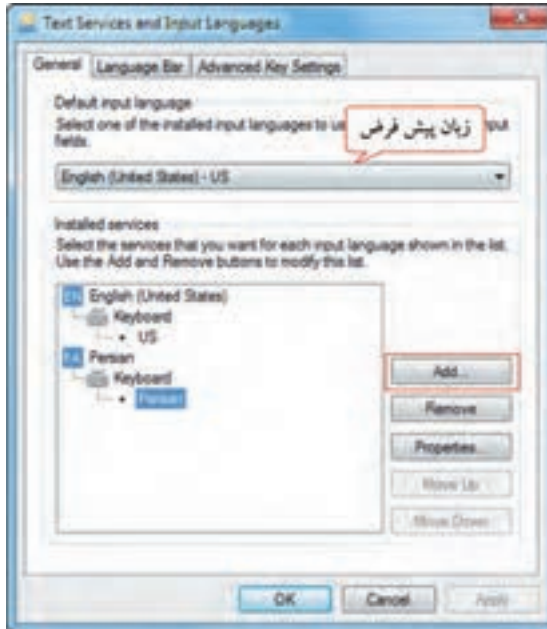 Text Services and Input Languages
General Language Bar Advanced Key Settings
Default input language
Select one of the installed input languages to us
put
fields.
زبان پیش فرض
English (United States) - US
Installed services
Select the services that you want for each input language shown in the list.
Use the Add and Remove buttons to modify this list.
EN English (United States)
Keyboard
US
FA Persian
Keyboard
Persian
Add...
Remove
Properties...
Move Up
Move Down
OK Cancel Apply